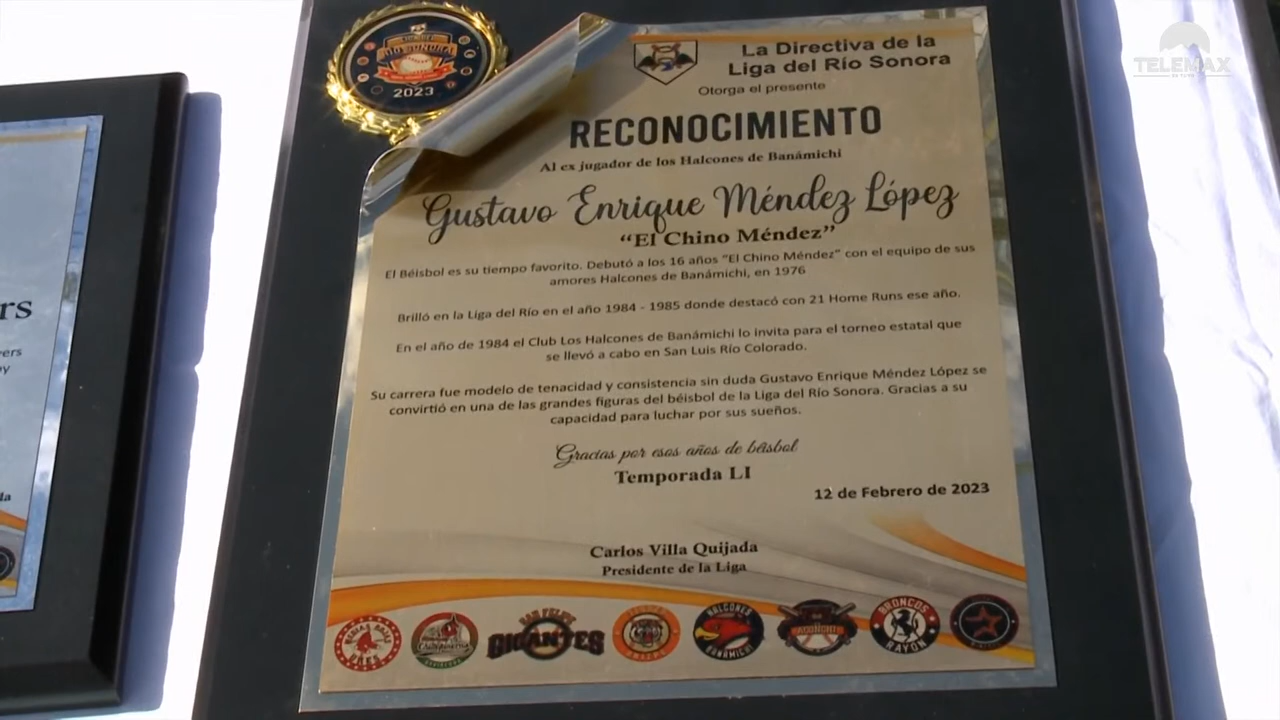 TELEMAX
2023
La Directiva de la
Liga del Río Sonora
Otorga el presente
RECONOCIMIENTO
Al ex jugador de los Halcones de Banámichi
Gustavo Enrique Méndez López
“El Chino Méndez”
El Béisbol es su tiempo favorito. Debutó a los 16 años “El Chino Méndez” con el equipo de sus
amores Halcones de Banámichi, en 1976
Brilló en la Liga del Río en el año 1984 - 1985 donde destacó con 21 Home Runs ese año.
En el año de 1984 el Club Los Halcones de Banámichi lo invita para el torneo estatal que
se llevó a cabo en San Luis Río Colorado.
Su carrera fue modelo de tenacidad y consistencia sin duda Gustavo Enrique Méndez López se
convirtió en una de las grandes figuras del béisbol de la Liga del Río Sonora. Gracias a su
capacidad para luchar por sus sueños.
Gracias por esos años de béisbol
Temporada LI
12 de Febrero de 2023
Carlos Villa Quijada
Presidente de la Liga
SAN FELIPE
GIGANTES
HALCONES
BANÁMICHI
BRONCOS
RAYON
rs